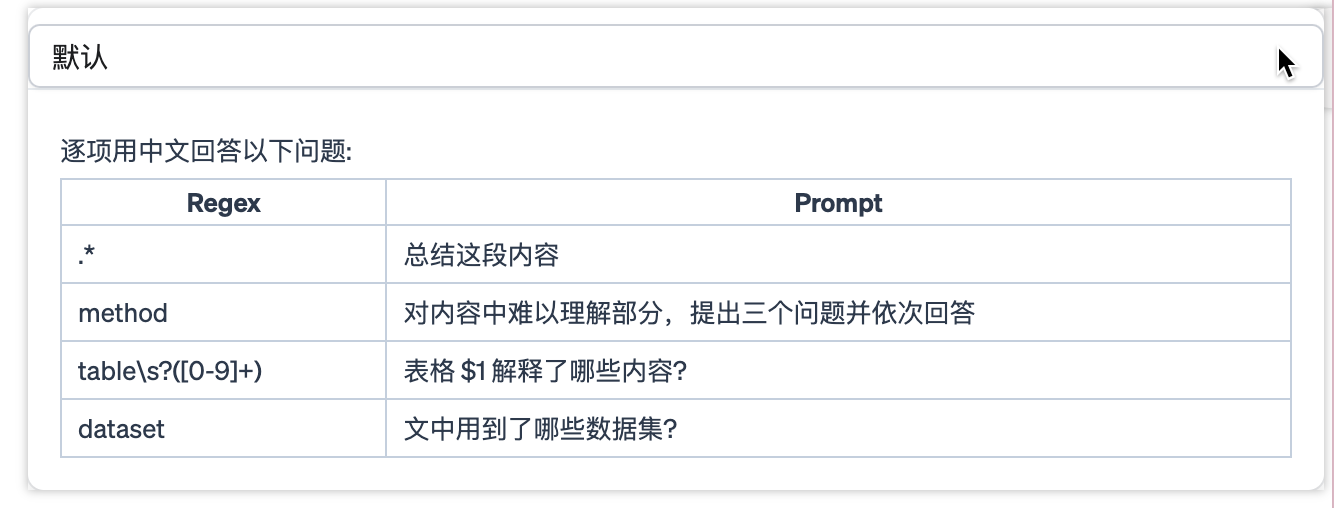 默认
逐项用中文回答以下问题:
Regex Prompt
.* 总结这段内容
method 对内容中难以理解部分，提出三个问题并依次回答
table\s?([0-9]+) 表格 $1 解释了哪些内容?
dataset 文中用到了哪些数据集?